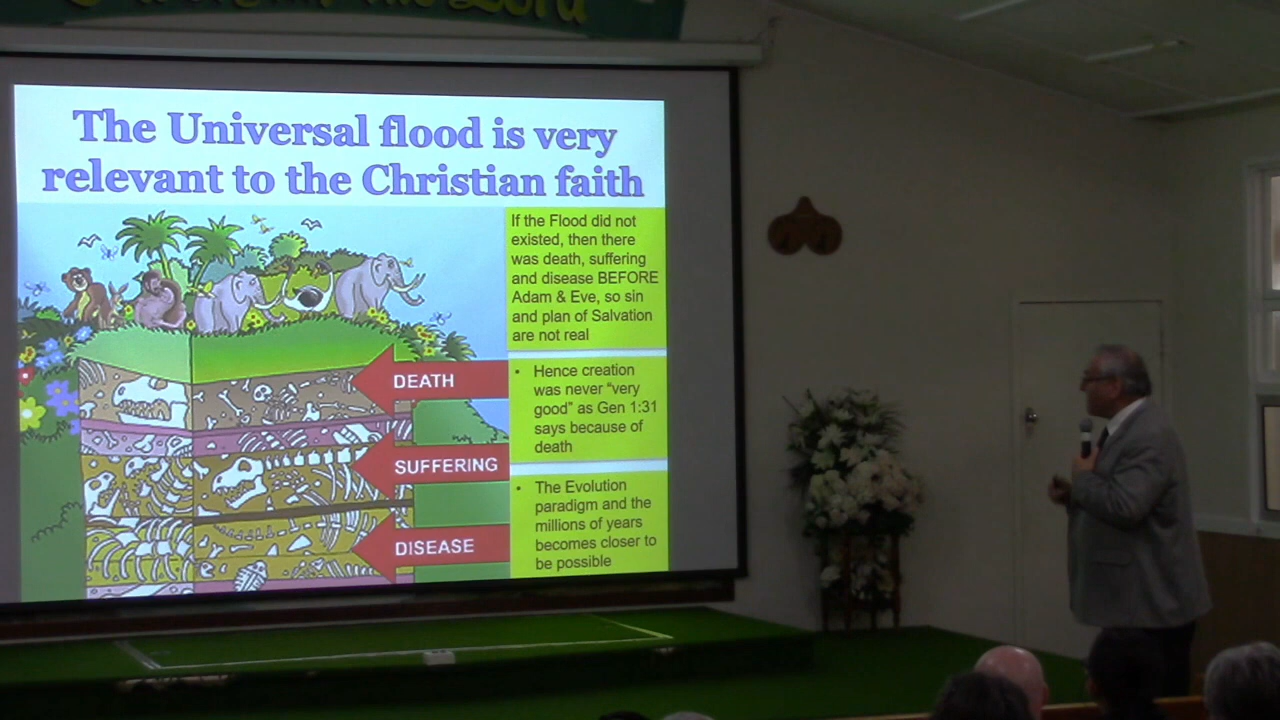 Lord
The Universal flood is very
relevant to the Christian faith
If the Flood did not
existed, then there
was death, suffering
and disease BEFORE
Adam & Eve, so sin
and plan of Salvation
are not real
• Hence creation
was never "very
good" as Gen 1:31
says because of
death
• The Evolution
paradigm and the
millions of years
becomes closer to
be possible
DEATH
SUFFERING
DISEASE